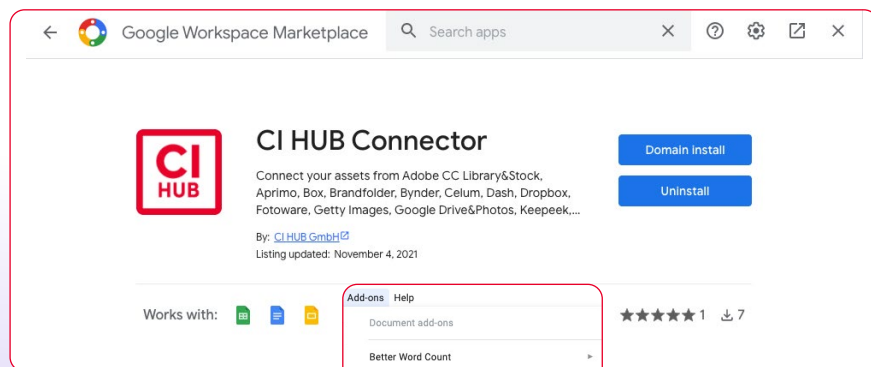 Google Workspace Marketplace
Search apps
CI
HUB
CI HUB Connector
Connect your assets from Adobe CC Library&Stock,
Aprimo, Box, Brandfolder, Bynder, Celum, Dash, Dropbox,
Fotoware, Getty Images, Google Drive&Photos, Keepeek,...
By: CI HUB GmbH
Listing updated: November 4, 2021
Domain install
Uninstall
Works with:
Add-ons Help
Document add-ons
Better Word Count
★★★★★ 1 7